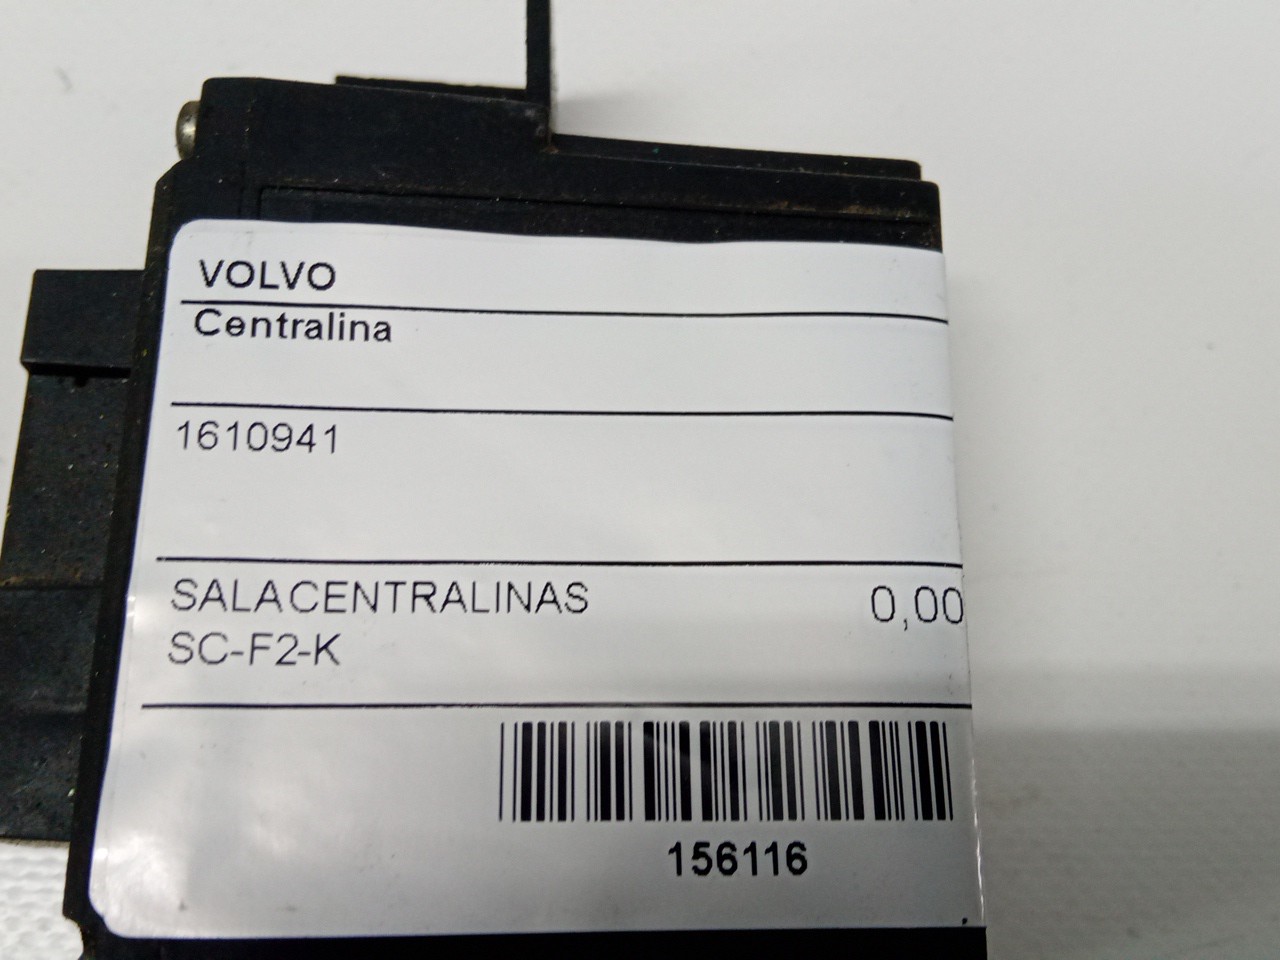 VOLVO
Centralina
1610941
SALACENTRALINAS 0,00
SC-F2-K
156116